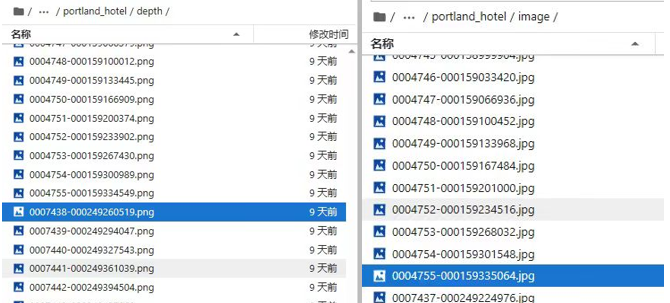 / ··· / portland_hotel / depth /
名称 修改时间
0004748-000159100012.png 9 天前
0004749-000159133445.png 9 天前
0004750-000159166909.png 9 天前
0004751-000159200374.png 9 天前
0004752-000159233902.png 9 天前
0004753-000159267430.png 9 天前
0004754-000159300989.png 9 天前
0004755-000159334549.png 9 天前
0007438-000249260519.png 9 天前
0007439-000249294047.png 9 天前
0007440-000249327543.png 9 天前
0007441-000249361039.png 9 天前
0007442-000249394504.png 9 天前
/ ··· / portland_hotel / image /
名称
0004746-000159033420.jpg
0004747-000159066936.jpg
0004748-000159100452.jpg
0004749-000159133968.jpg
0004750-000159167484.jpg
0004751-000159201000.jpg
0004752-000159234516.jpg
0004753-000159268032.jpg
0004754-000159301548.jpg
0004755-000159335064.jpg
0007437-000249224976.jpg